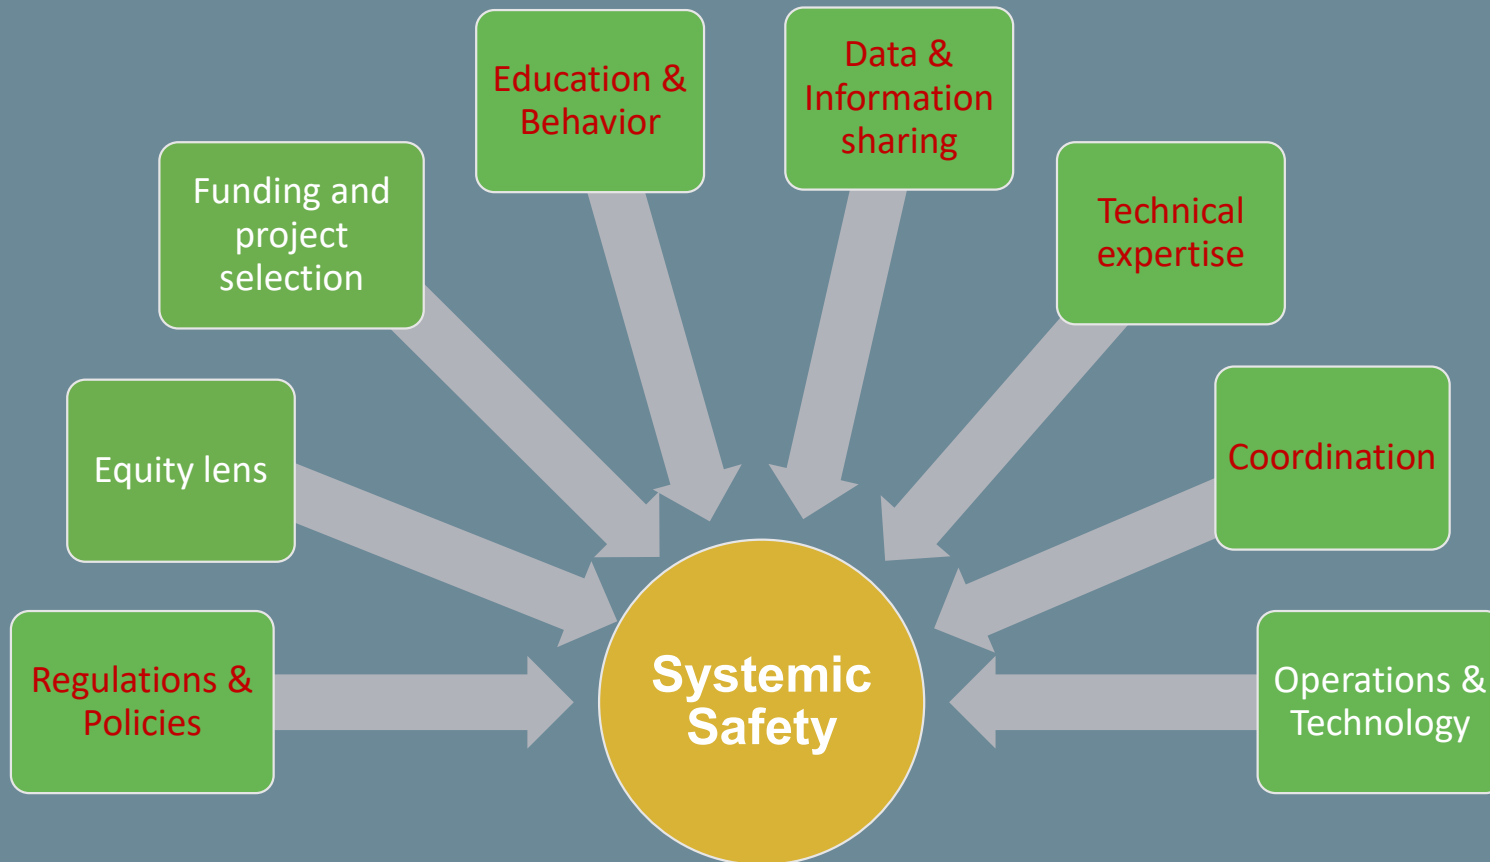 Education &
Behavior
Data &
Information
sharing
Funding and
project
selection
Technical
expertise
Equity lens
Coordination
Regulations &
Policies
Systemic
Safety
Operations &
Technology